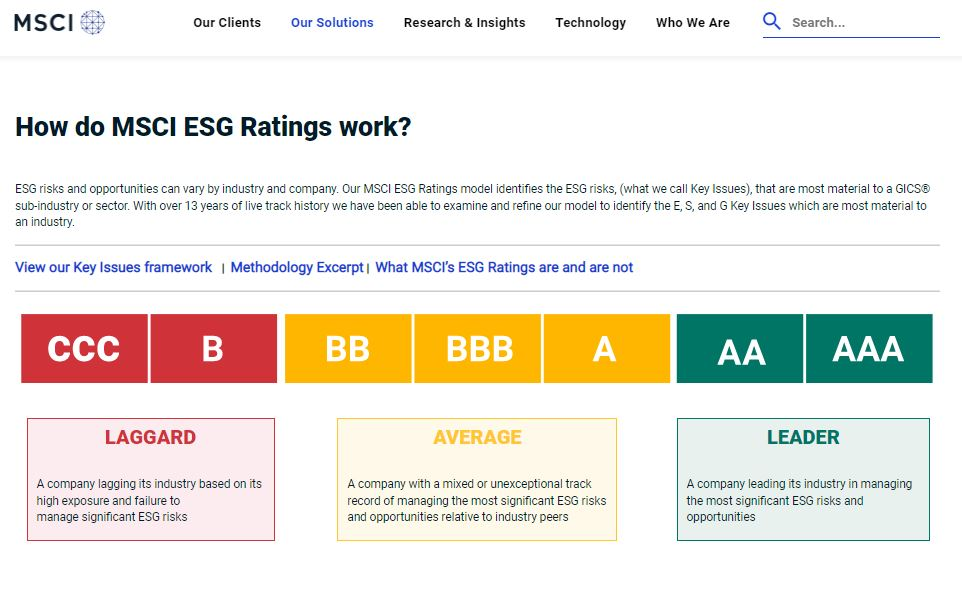 MSCI
Our Clients
Our Solutions
Research & Insights
Technology
Who We Are
Search...
How do MSCI ESG Ratings work?
ESG risks and opportunities can vary by industry and company. Our MSCI ESG Ratings model identifies the ESG risks, (what we call Key Issues), that are most material to a GICS®
sub-industry or sector. With over 13 years of live track history we have been able to examine and refine our model to identify the E, S, and G Key Issues which are most material to
an industry.
View our Key Issues framework | Methodology Excerpt | What MSCI's ESG Ratings are and are not
CCC
B
BB
BBB
A
AA
AAA
LAGGARD
A company lagging its industry based on its
high exposure and failure to
manage significant ESG risks
AVERAGE
A company with a mixed or unexceptional track
record of managing the most significant ESG risks
and opportunities relative to industry peers
LEADER
A company leading its industry in managing
the most significant ESG risks and
opportunities